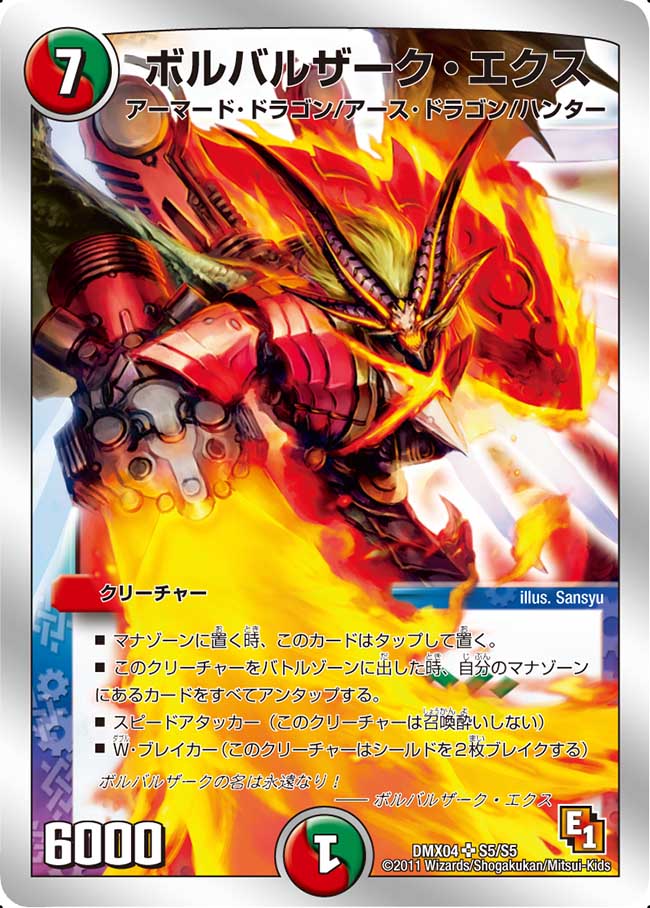 7
ボルバルザーク・エクス
アーマード・ドラゴン/アース・ドラゴン/ハンター
クリーチャー
illus. Sansyu
■ マナゾーンに置く時、このカードはタップして置く。
■ このクリーチャーをバトルゾーンに出した時、自分のマナゾーン
にあるカードをすべてアンタップする。
■ スピードアタッカー（このクリーチャーは召喚酔いしない）
■ W・ブレイカー（このクリーチャーはシールドを2枚ブレイクする）
ボルバルザークの名は永遠なり！
―― ボルバルザーク・エクス
6000
1
E1
DMX04 S5/S5
©2011 Wizards/Shogakukan/Mitsui-Kids